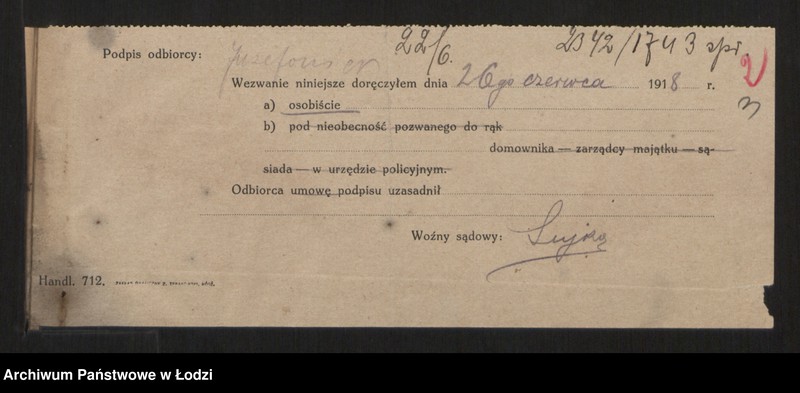 22/6. 2342/1743 spr.
Podpis odbiorcy:
2
3
Wezwanie niniejsze doręczyłem dnia 26go czerwca 1918 r.
a) osobiście
b) pod nieobecność pozwanego do rąk
domownika — zarządcy majątku — są-
siada — w urzędzie policyjnym.
Odbiorca umowę podpisu uzasadnił
Woźny sądowy:
Handl. 712.
Archiwum Państwowe w Łodzi